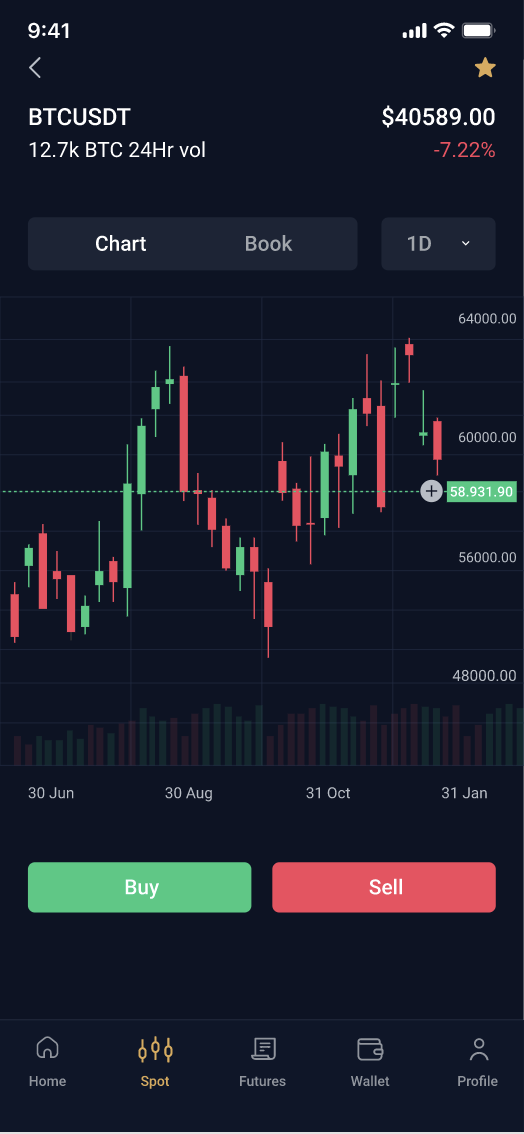 9:41
BTCUSDT $40589.00
12.7k BTC 24Hr vol -7.22%
Chart Book 1D
64000.00
60000.00
58.931.90
56000.00
48000.00
30 Jun 30 Aug 31 Oct 31 Jan
Buy Sell
Home Spot Futures Wallet Profile